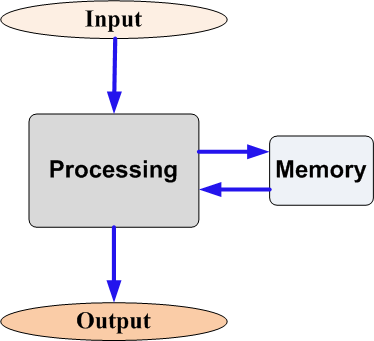 Input
Processing
Memory
Output